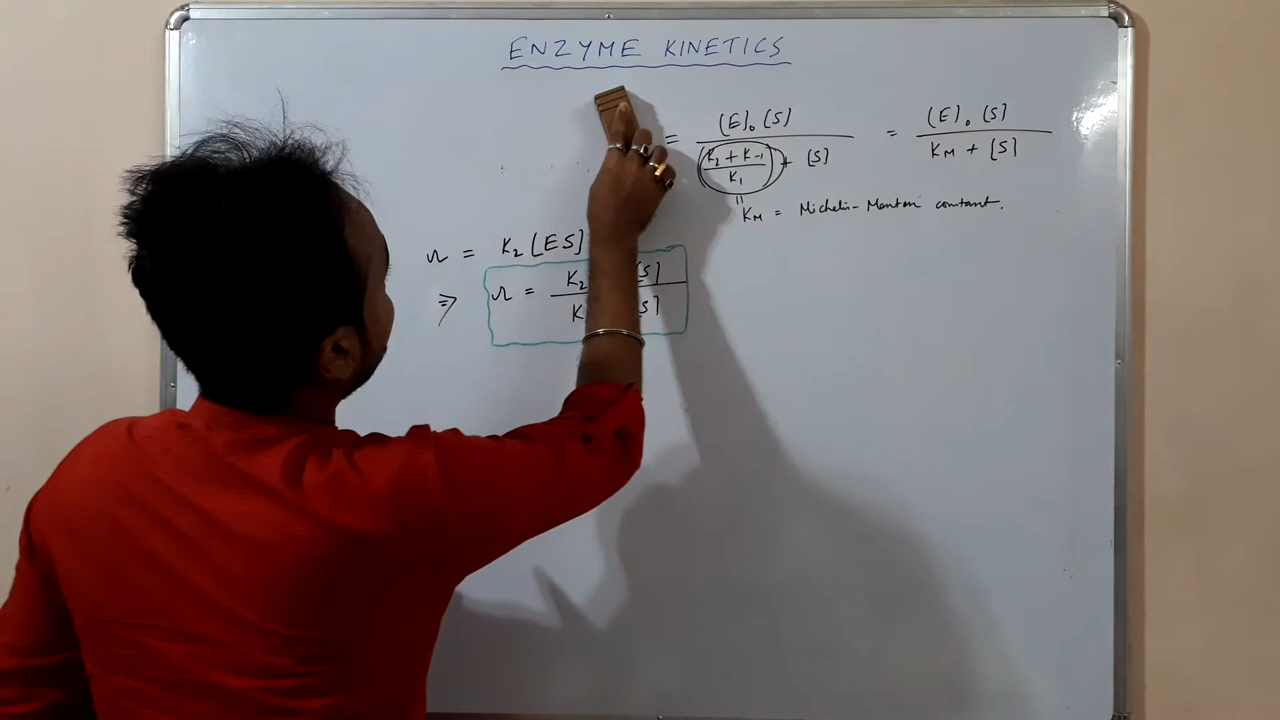 ENZYME KINETICS
= [E]₀ [S] / ((K₂ + K₋₁) / K₁ + [S]) = [E]₀ [S] / (K_M + [S])
" K_M = Michelis-Menten constant.
r = K₂ [ES]
⇒ r = K₂ [S] / K [S]